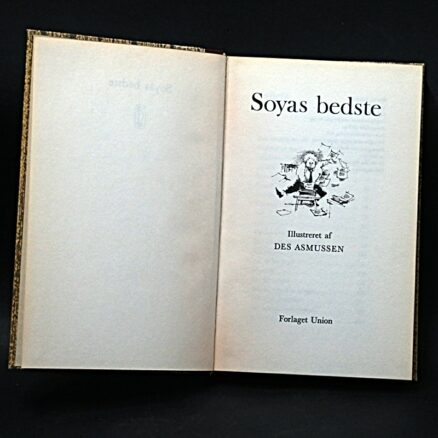 Soyas bedste
Illustreret af
DES ASMUSSEN
Forlaget Union